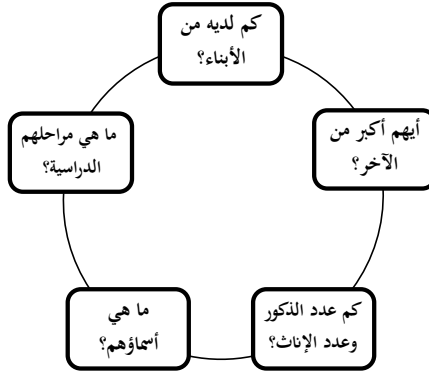 كم لديه من
الأبناء؟
أيهم أكبر من
الآخر؟
كم عدد الذكور
وعدد الإناث؟
ما هي
أسماؤهم؟
ما هي مراحلهم
الدراسية؟